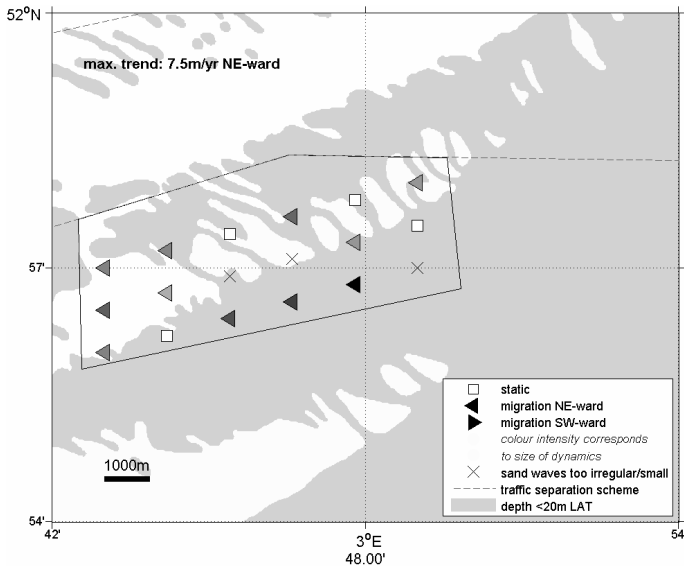 52°N
max. trend: 7.5m/yr NE-ward
57'
static
migration NE-ward
migration SW-ward
colour intensity corresponds
to size of dynamics
sand waves too irregular/small
traffic separation scheme
depth <20m LAT
1000m
54'
42'
3°E
48.00'
54'